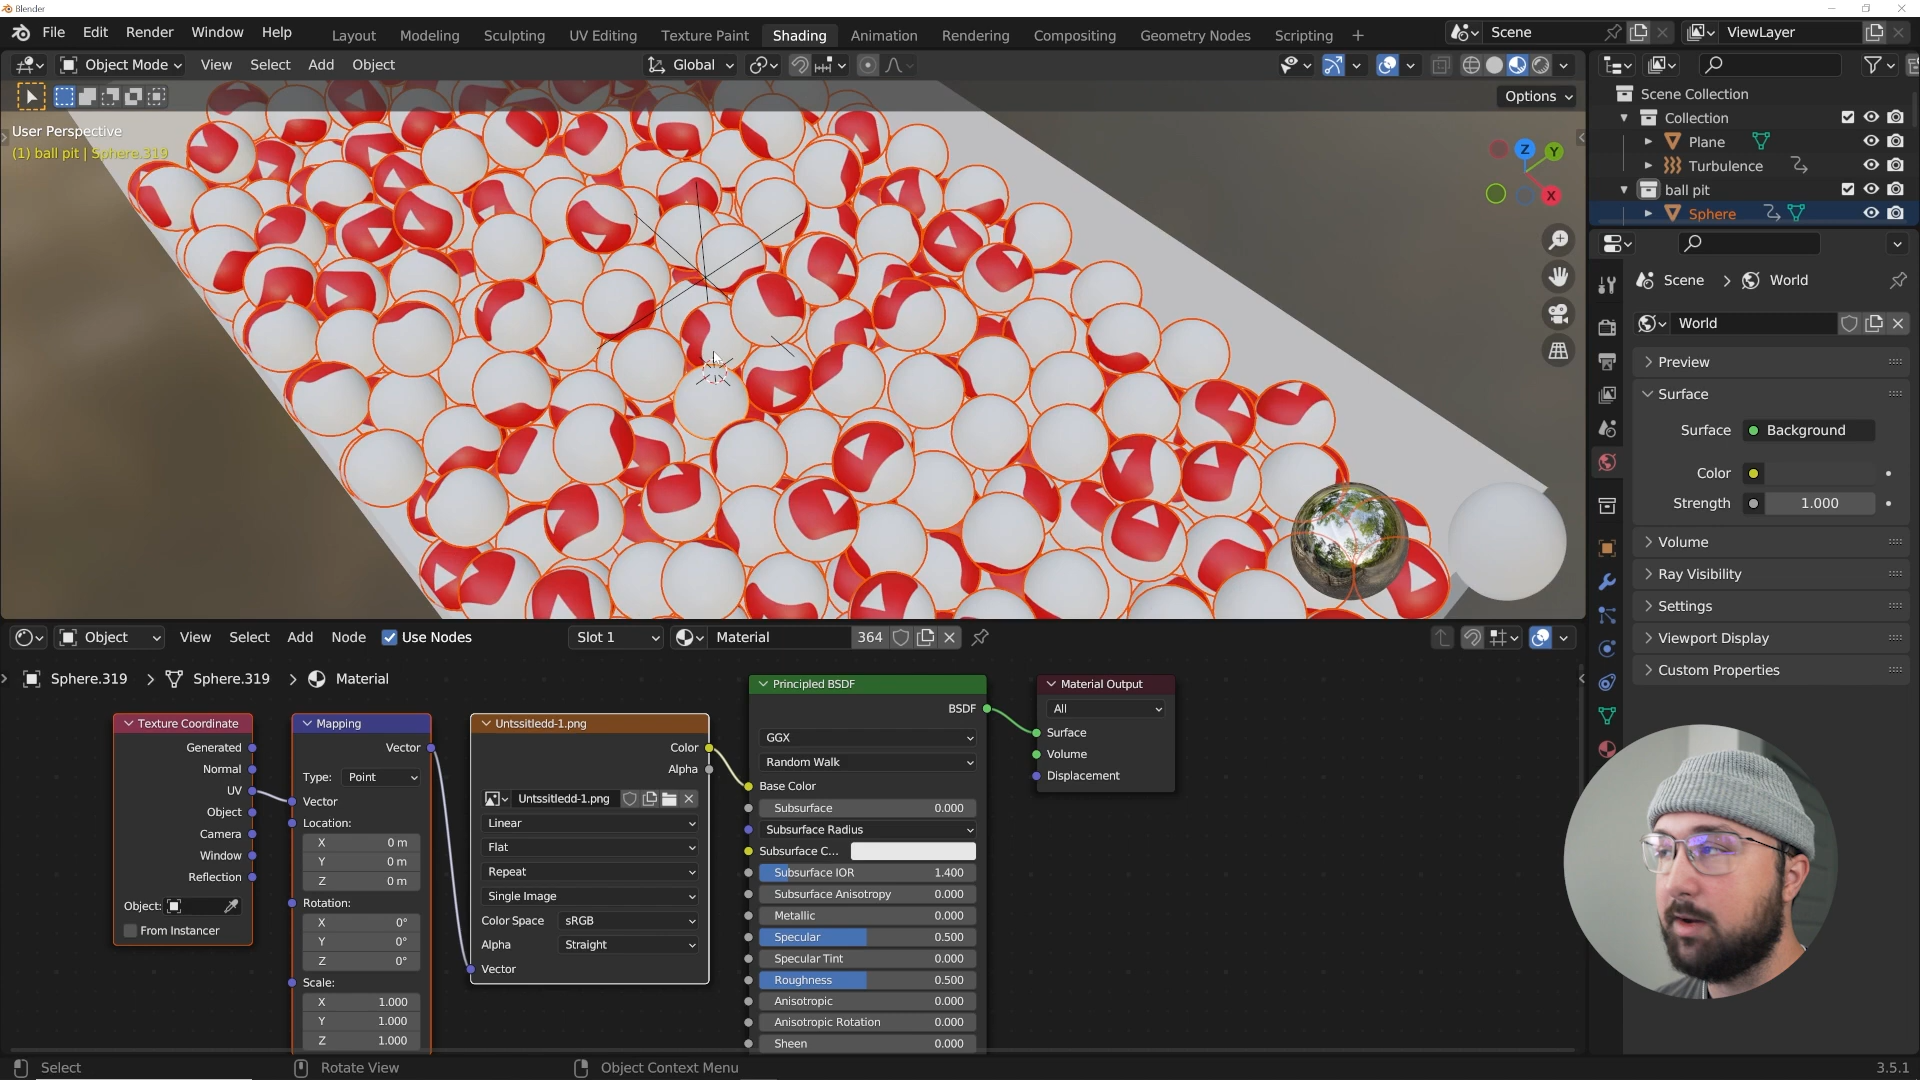 Blender
File Edit Render Window Help Layout Modeling Sculpting UV Editing Texture Paint Shading Animation Rendering Compositing Geometry Nodes Scripting + Scene ViewLayer
Object Mode View Select Add Object Global
Options
User Perspective
(1) ball pit | Sphere.319
Z Y X
Scene Collection
Collection
Plane
Turbulence
ball pit
Sphere
Scene > World
World
Preview
Surface
Surface Background
Color
Strength 1.000
Volume
Ray Visibility
Settings
Viewport Display
Custom Properties
Object View Select Add Node Use Nodes Slot 1 Material 364
Sphere.319 > Sphere.319 > Material
Texture Coordinate
Generated
Normal
UV
Object
Camera
Window
Reflection
Object:
From Instancer
Mapping
Vector
Type: Point
Vector
Location:
X 0 m
Y 0 m
Z 0 m
Rotation:
X 0°
Y 0°
Z 0°
Scale:
X 1.000
Y 1.000
Z 1.000
Untssitledd-1.png
Color
Alpha
Untssitledd-1.png
Linear
Flat
Repeat
Single Image
Color Space sRGB
Alpha Straight
Vector
Principled BSDF
BSDF
GGX
Random Walk
Base Color
Subsurface 0.000
Subsurface Radius
Subsurface C...
Subsurface IOR 1.400
Subsurface Anisotropy 0.000
Metallic 0.000
Specular 0.500
Specular Tint 0.000
Roughness 0.500
Anisotropic 0.000
Anisotropic Rotation 0.000
Sheen 0.000
Material Output
All
Surface
Volume
Displacement
Select Rotate View Object Context Menu 3.5.1